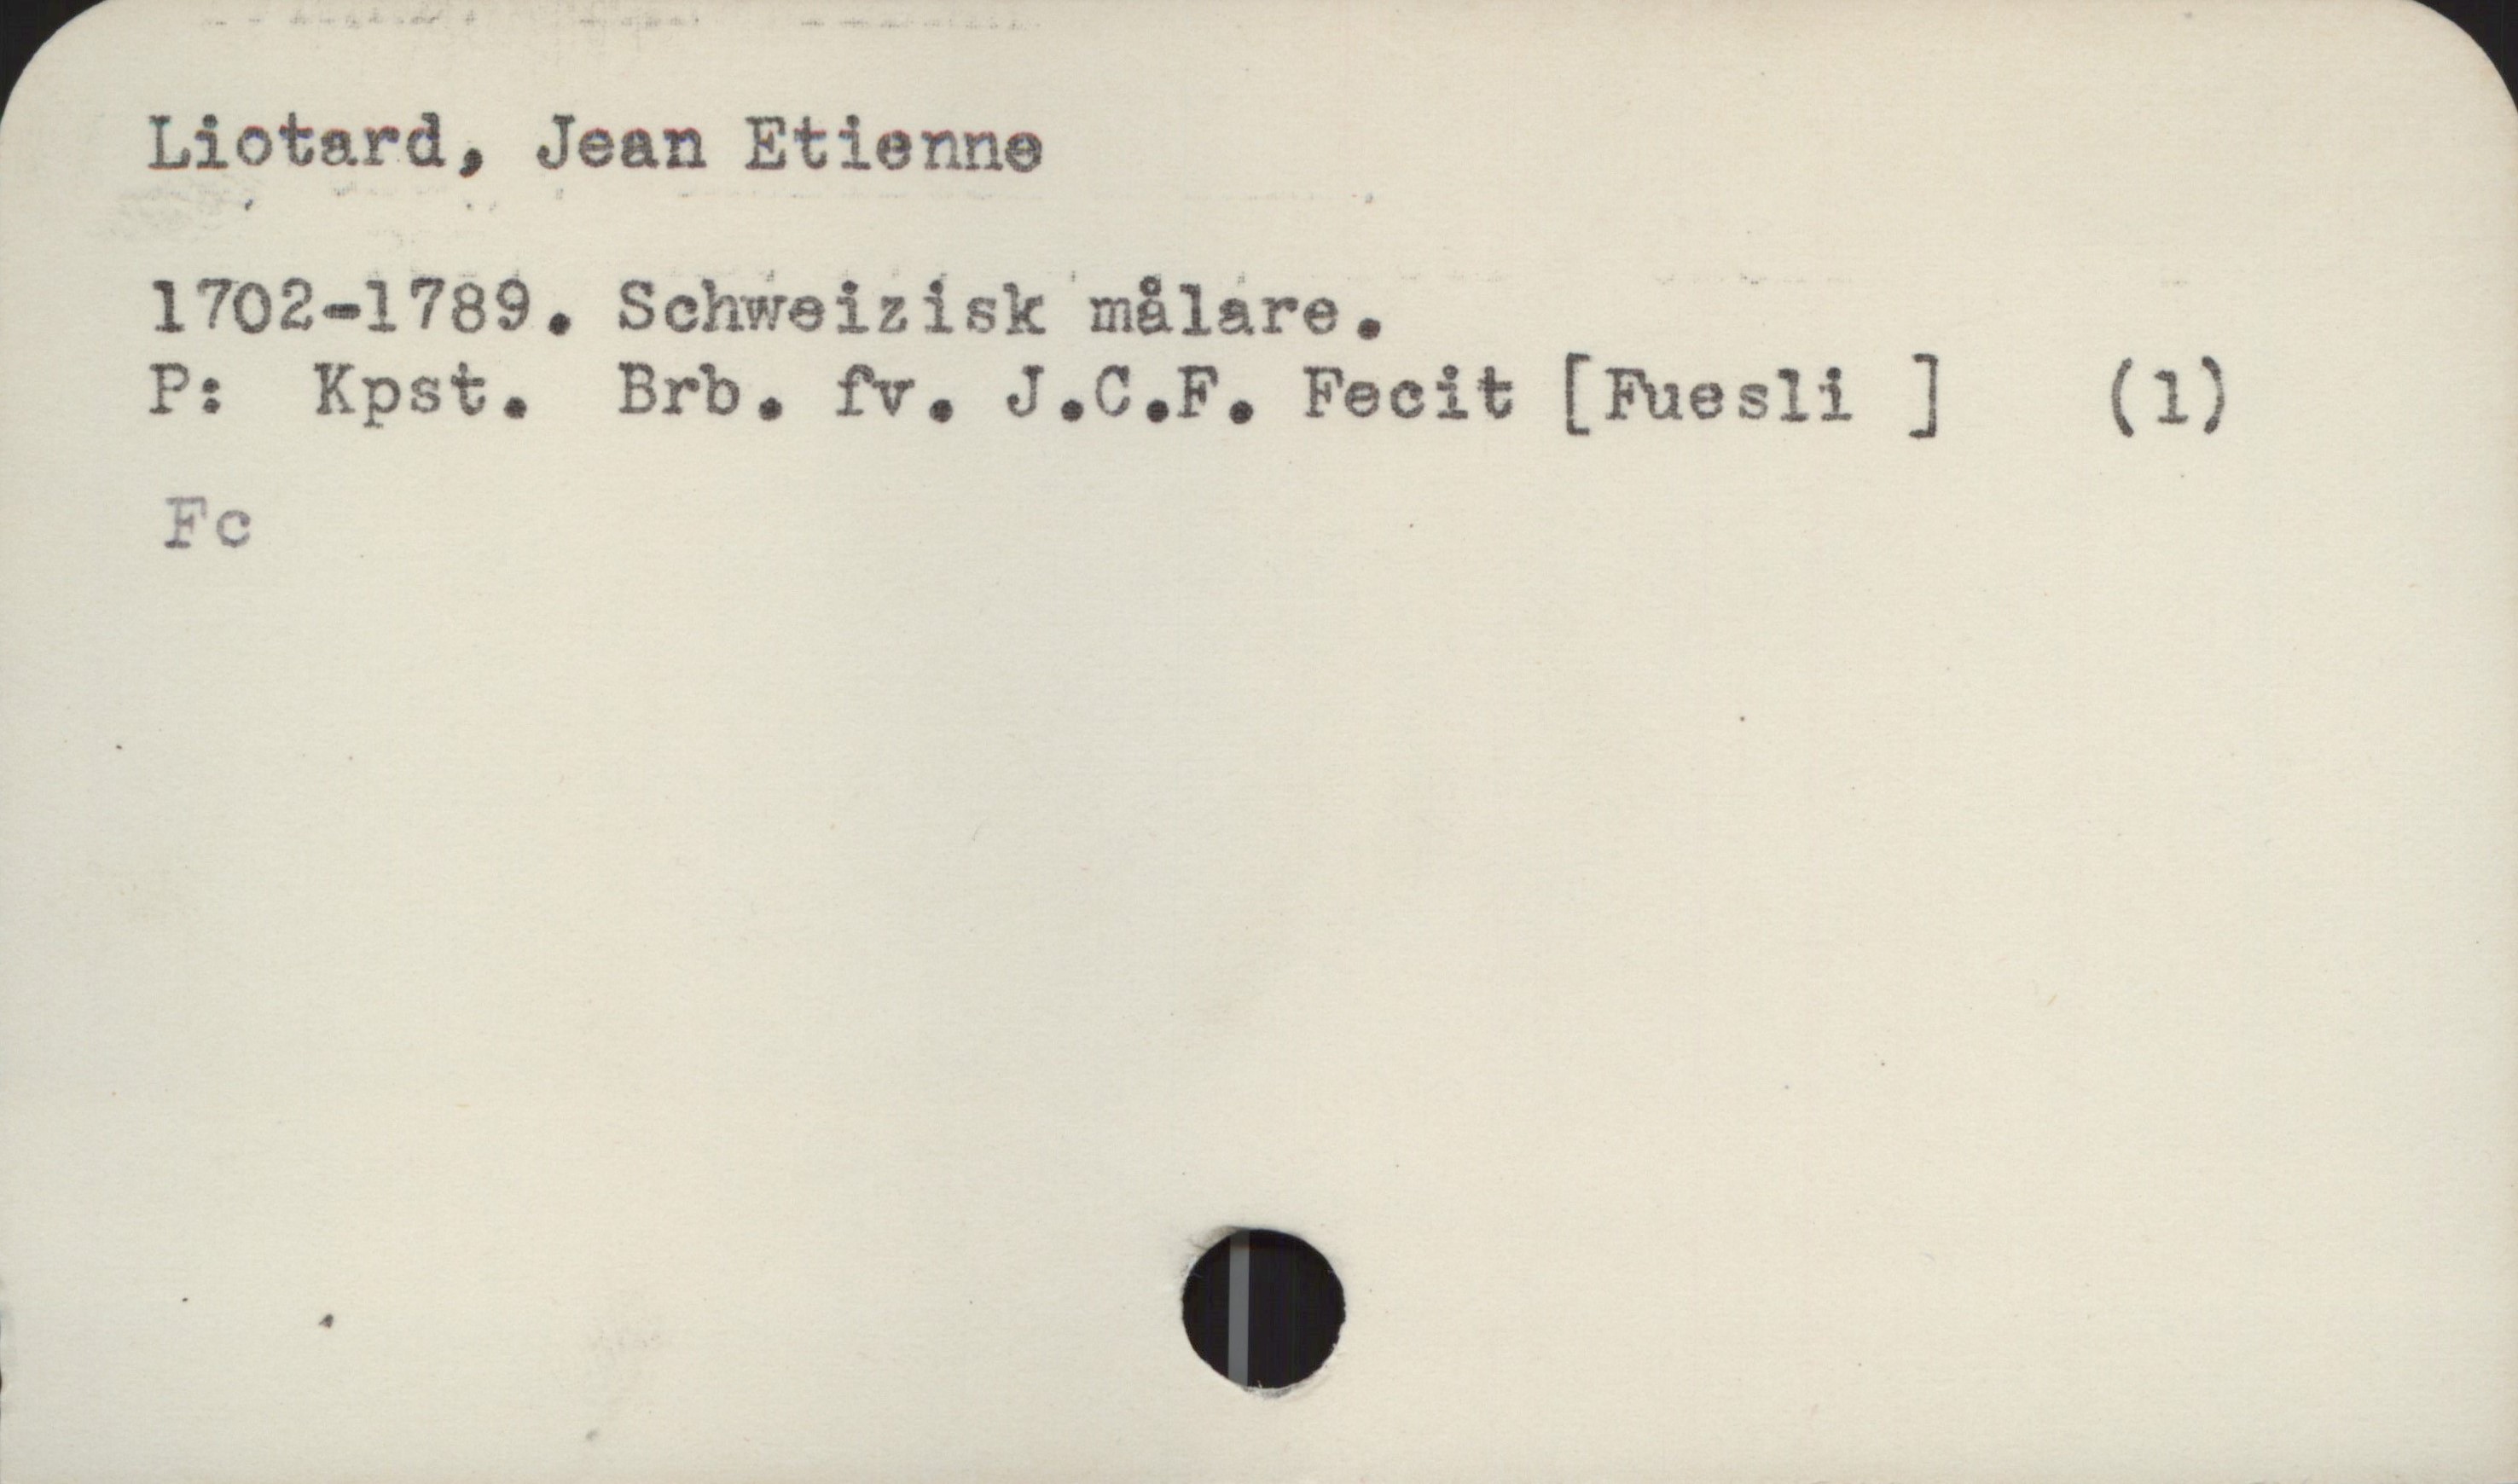 Liotard, Jean Etienne
1702-1789. Schweizisk målare.
P: Kpst. Brb. fv. J.C.F. Fecit [Fuesli ] (1)
Fc